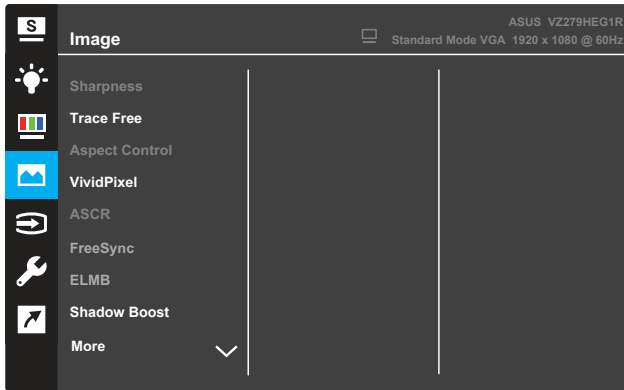 S
ASUS VZ279HEG1R
Image
Standard Mode VGA 1920 x 1080 @ 60Hz
Sharpness
Trace Free
Aspect Control
VividPixel
ASCR
FreeSync
ELMB
Shadow Boost
More